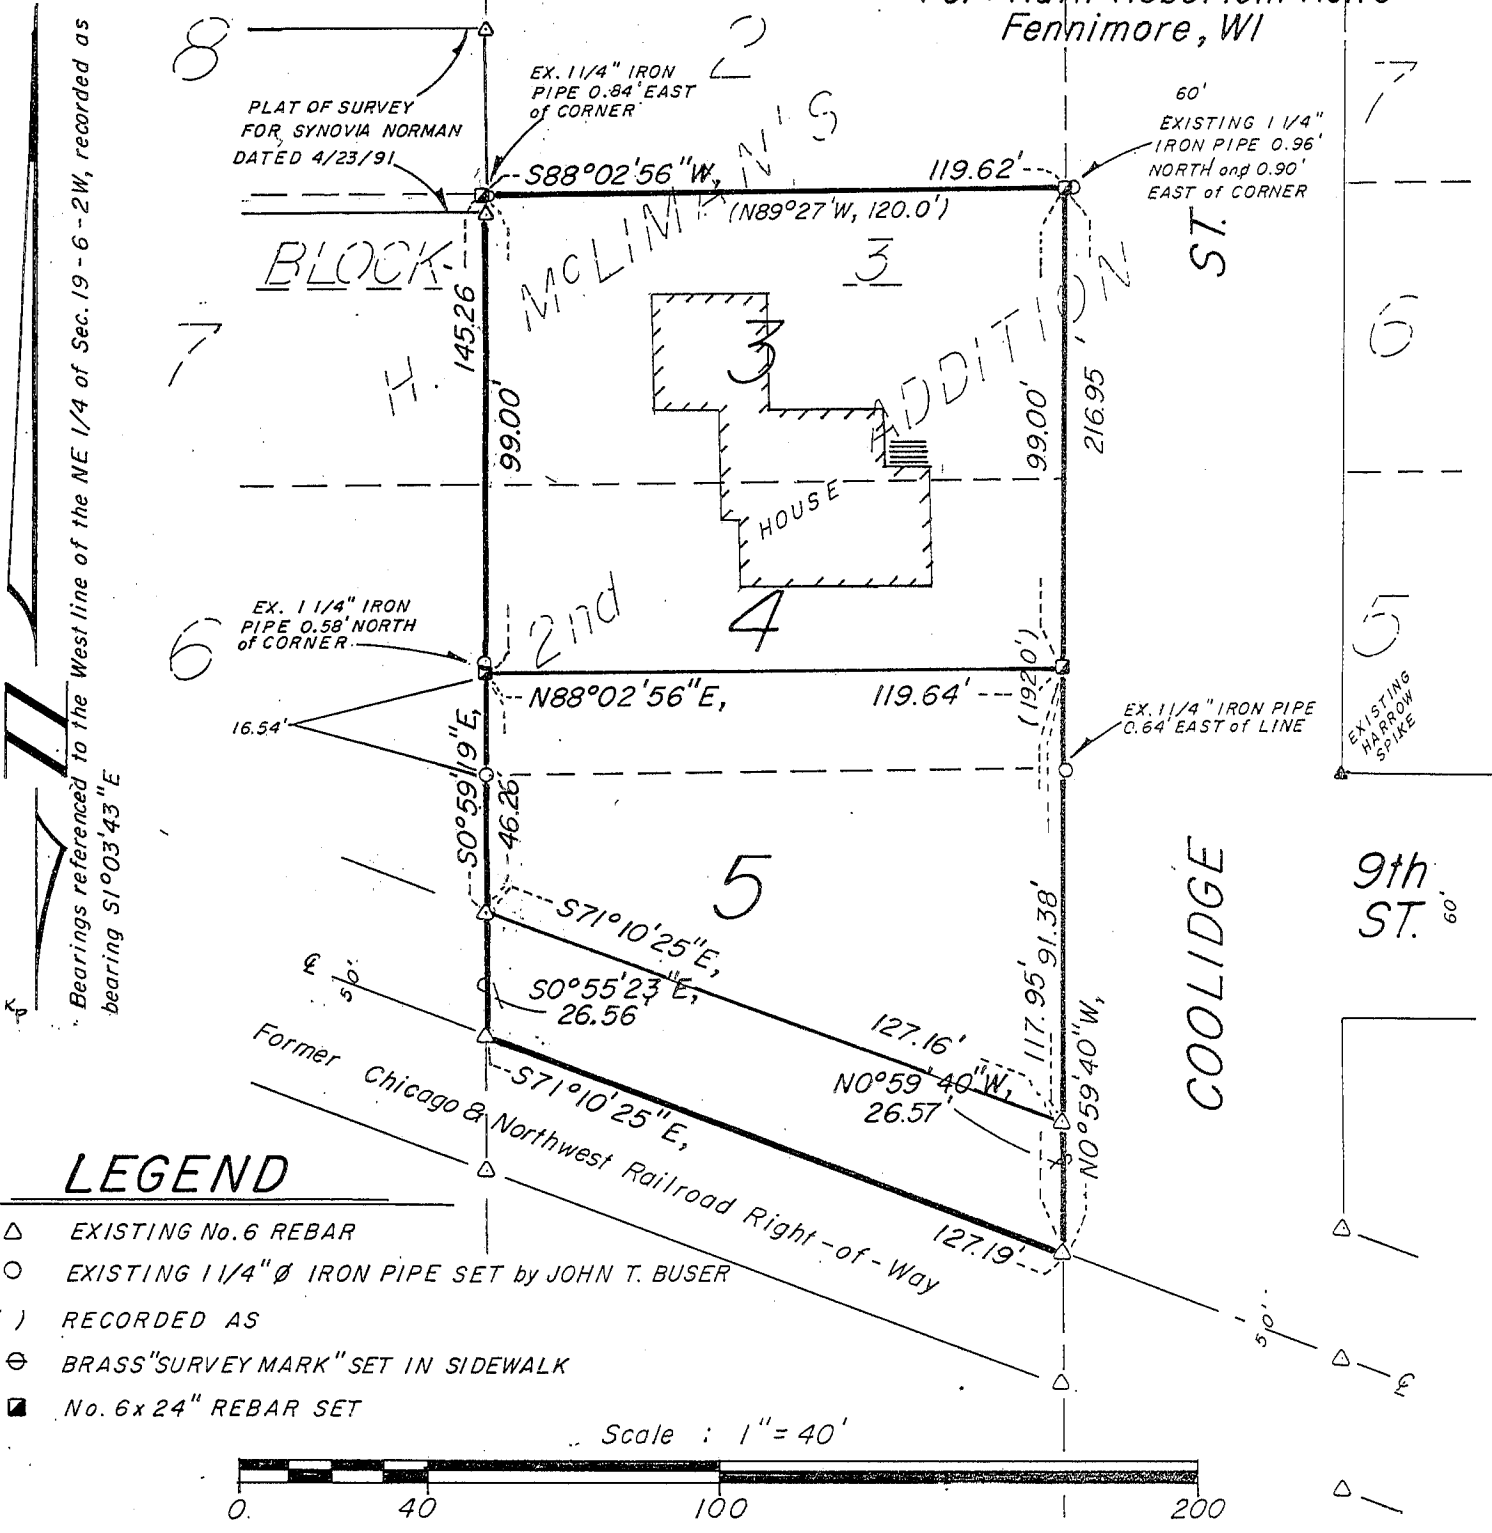 Fennimore, WI
8
2
7
EX. 1 1/4" IRON
PIPE 0.84' EAST
of CORNER
PLAT OF SURVEY
FOR SYNOVIA NORMAN
DATED 4/23/91
60'
EXISTING 1 1/4"
IRON PIPE 0.96'
NORTH and 0.90'
EAST of CORNER
S88°02'56"W,
119.62'
(N89°27'W, 120.0')
BLOCK
3
H. McLIMAN'S
2nd ADDITION
ST.
7
3
6
145.26'
99.00'
99.00'
216.95'
HOUSE
4
EX. 1 1/4" IRON
PIPE 0.58' NORTH
of CORNER
6
5
N88°02'56"E,
119.64'
(192.0')
16.54'
EX. 1 1/4" IRON PIPE
0.64' EAST of LINE
EXISTING
HARROW
SPIKE
S0°59'19"E,
46.26'
5
COOLIDGE
9th
ST.
60'
S71°10'25"E,
127.16'
S0°55'23"E,
26.56'
117.95'
91.38'
N0°59'40"W,
N0°59'40"W,
26.57'
50'
S71°10'25"E,
127.19'
Former Chicago & Northwest Railroad Right-of-Way
50'
Bearings referenced to the West line of the NE 1/4 of Sec. 19-6-2W, recorded as
bearing S1°03'43"E
LEGEND
EXISTING No. 6 REBAR
EXISTING 1 1/4"Ø IRON PIPE SET by JOHN T. BUSER
) RECORDED AS
BRASS "SURVEY MARK" SET IN SIDEWALK
No. 6 x 24" REBAR SET
Scale : 1" = 40'
0 40 100 200